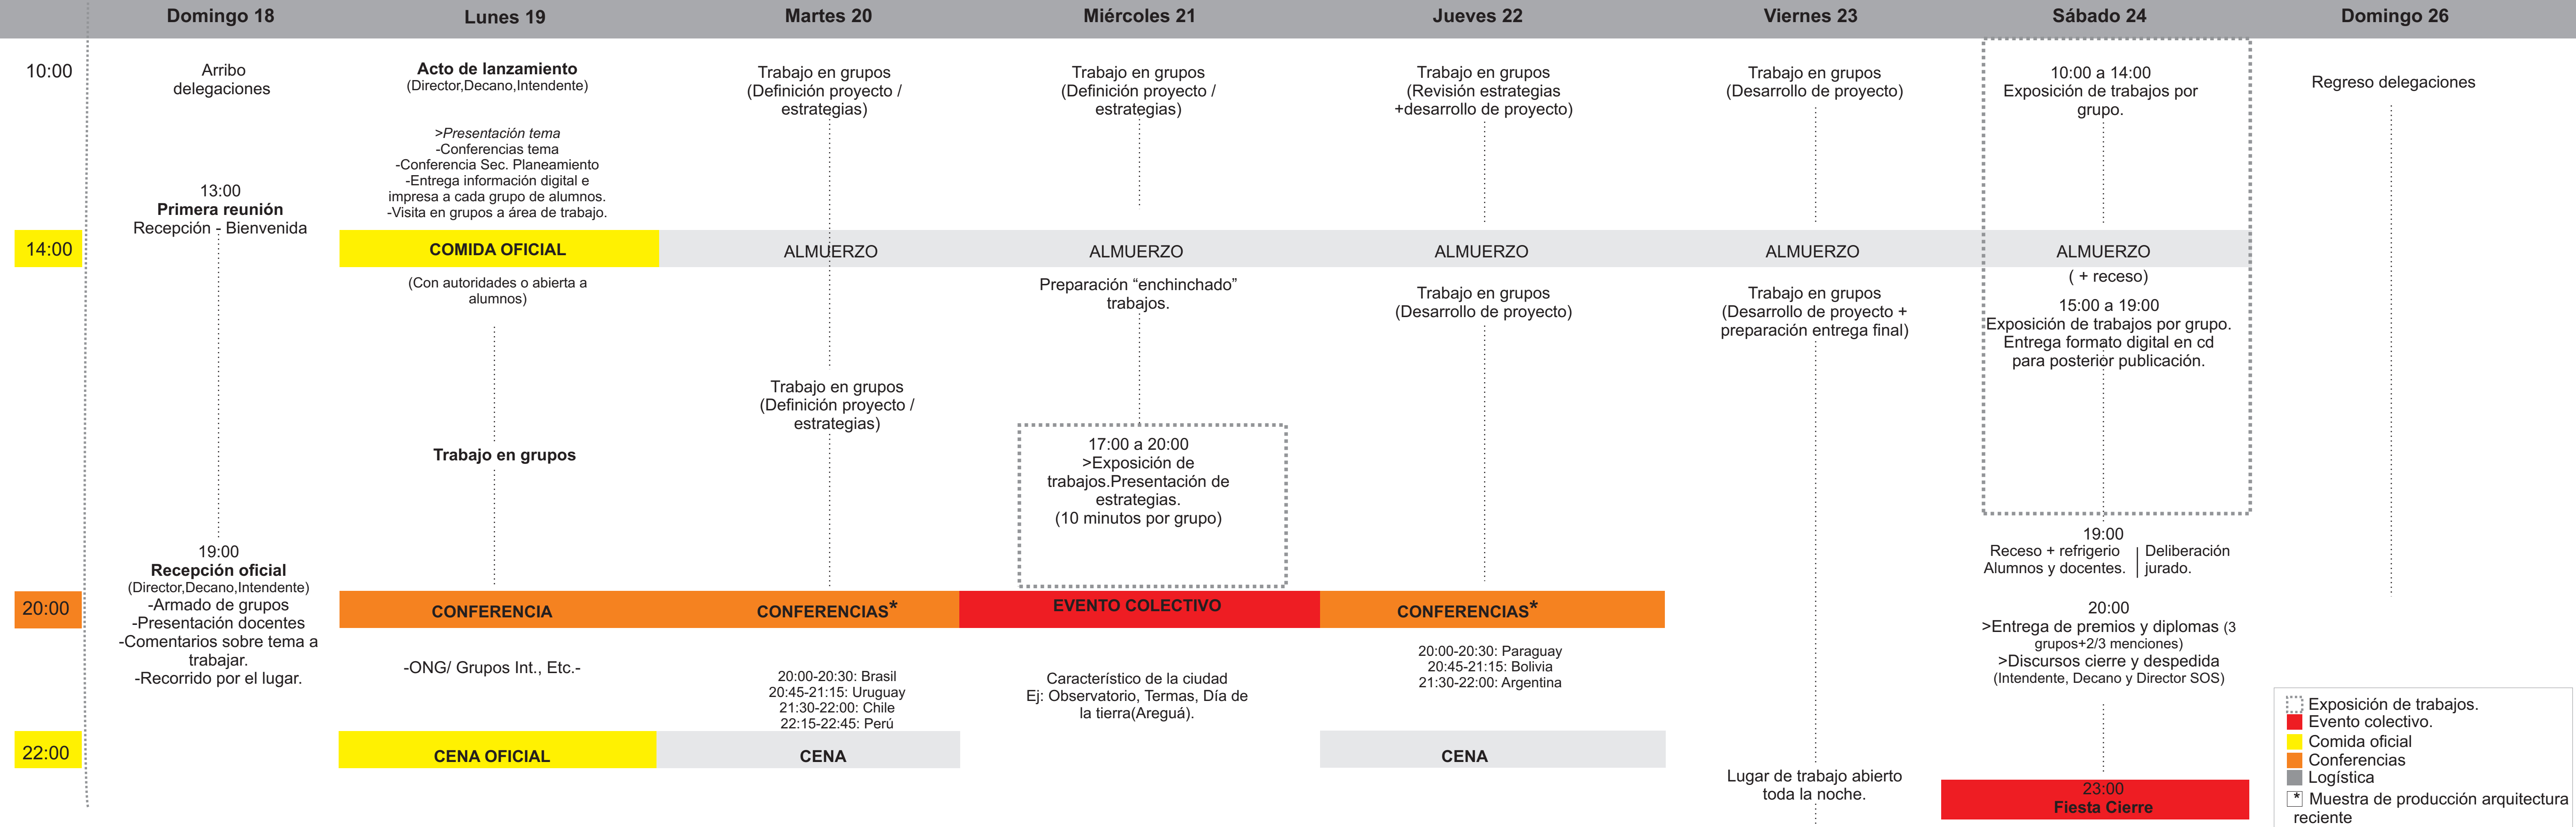 Domingo 18
Lunes 19
Martes 20
Miércoles 21
Jueves 22
Viernes 23
Sábado 24
Domingo 26
10:00
14:00
20:00
22:00
Arribo
delegaciones
13:00
Primera reunión
Recepción - Bienvenida
19:00
Recepción oficial
(Director,Decano,Intendente)
-Armado de grupos
-Presentación docentes
-Comentarios sobre tema a
trabajar.
-Recorrido por el lugar.
Acto de lanzamiento
(Director,Decano,Intendente)
>Presentación tema
-Conferencias tema
-Conferencia Sec. Planeamiento
-Entrega información digital e
impresa a cada grupo de alumnos.
-Visita en grupos a área de trabajo.
COMIDA OFICIAL
(Con autoridades o abierta a
alumnos)
Trabajo en grupos
CONFERENCIA
-ONG/ Grupos Int., Etc.-
CENA OFICIAL
Trabajo en grupos
(Definición proyecto /
estrategias)
ALMUERZO
Trabajo en grupos
(Definición proyecto /
estrategias)
CONFERENCIAS*
20:00-20:30: Brasil
20:45-21:15: Uruguay
21:30-22:00: Chile
22:15-22:45: Perú
CENA
Trabajo en grupos
(Definición proyecto /
estrategias)
ALMUERZO
Preparación “enchinchado”
trabajos.
17:00 a 20:00
>Exposición de
trabajos.Presentación de
estrategias.
(10 minutos por grupo)
EVENTO COLECTIVO
Característico de la ciudad
Ej: Observatorio, Termas, Día de
la tierra(Areguá).
Trabajo en grupos
(Revisión estrategias
+desarrollo de proyecto)
ALMUERZO
Trabajo en grupos
(Desarrollo de proyecto)
CONFERENCIAS*
20:00-20:30: Paraguay
20:45-21:15: Bolivia
21:30-22:00: Argentina
CENA
Trabajo en grupos
(Desarrollo de proyecto)
ALMUERZO
Trabajo en grupos
(Desarrollo de proyecto +
preparación entrega final)
Lugar de trabajo abierto
toda la noche.
10:00 a 14:00
Exposición de trabajos por
grupo.
ALMUERZO
( + receso)
15:00 a 19:00
Exposición de trabajos por grupo.
Entrega formato digital en cd
para posterior publicación.
19:00
Receso + refrigerio
Alumnos y docentes.
Deliberación
jurado.
20:00
>Entrega de premios y diplomas (3
grupos+2/3 menciones)
>Discursos cierre y despedida
(Intendente, Decano y Director SOS)
23:00
Fiesta Cierre
Regreso delegaciones
Exposición de trabajos.
Evento colectivo.
Comida oficial
Conferencias
Logística
* Muestra de producción arquitectura
reciente